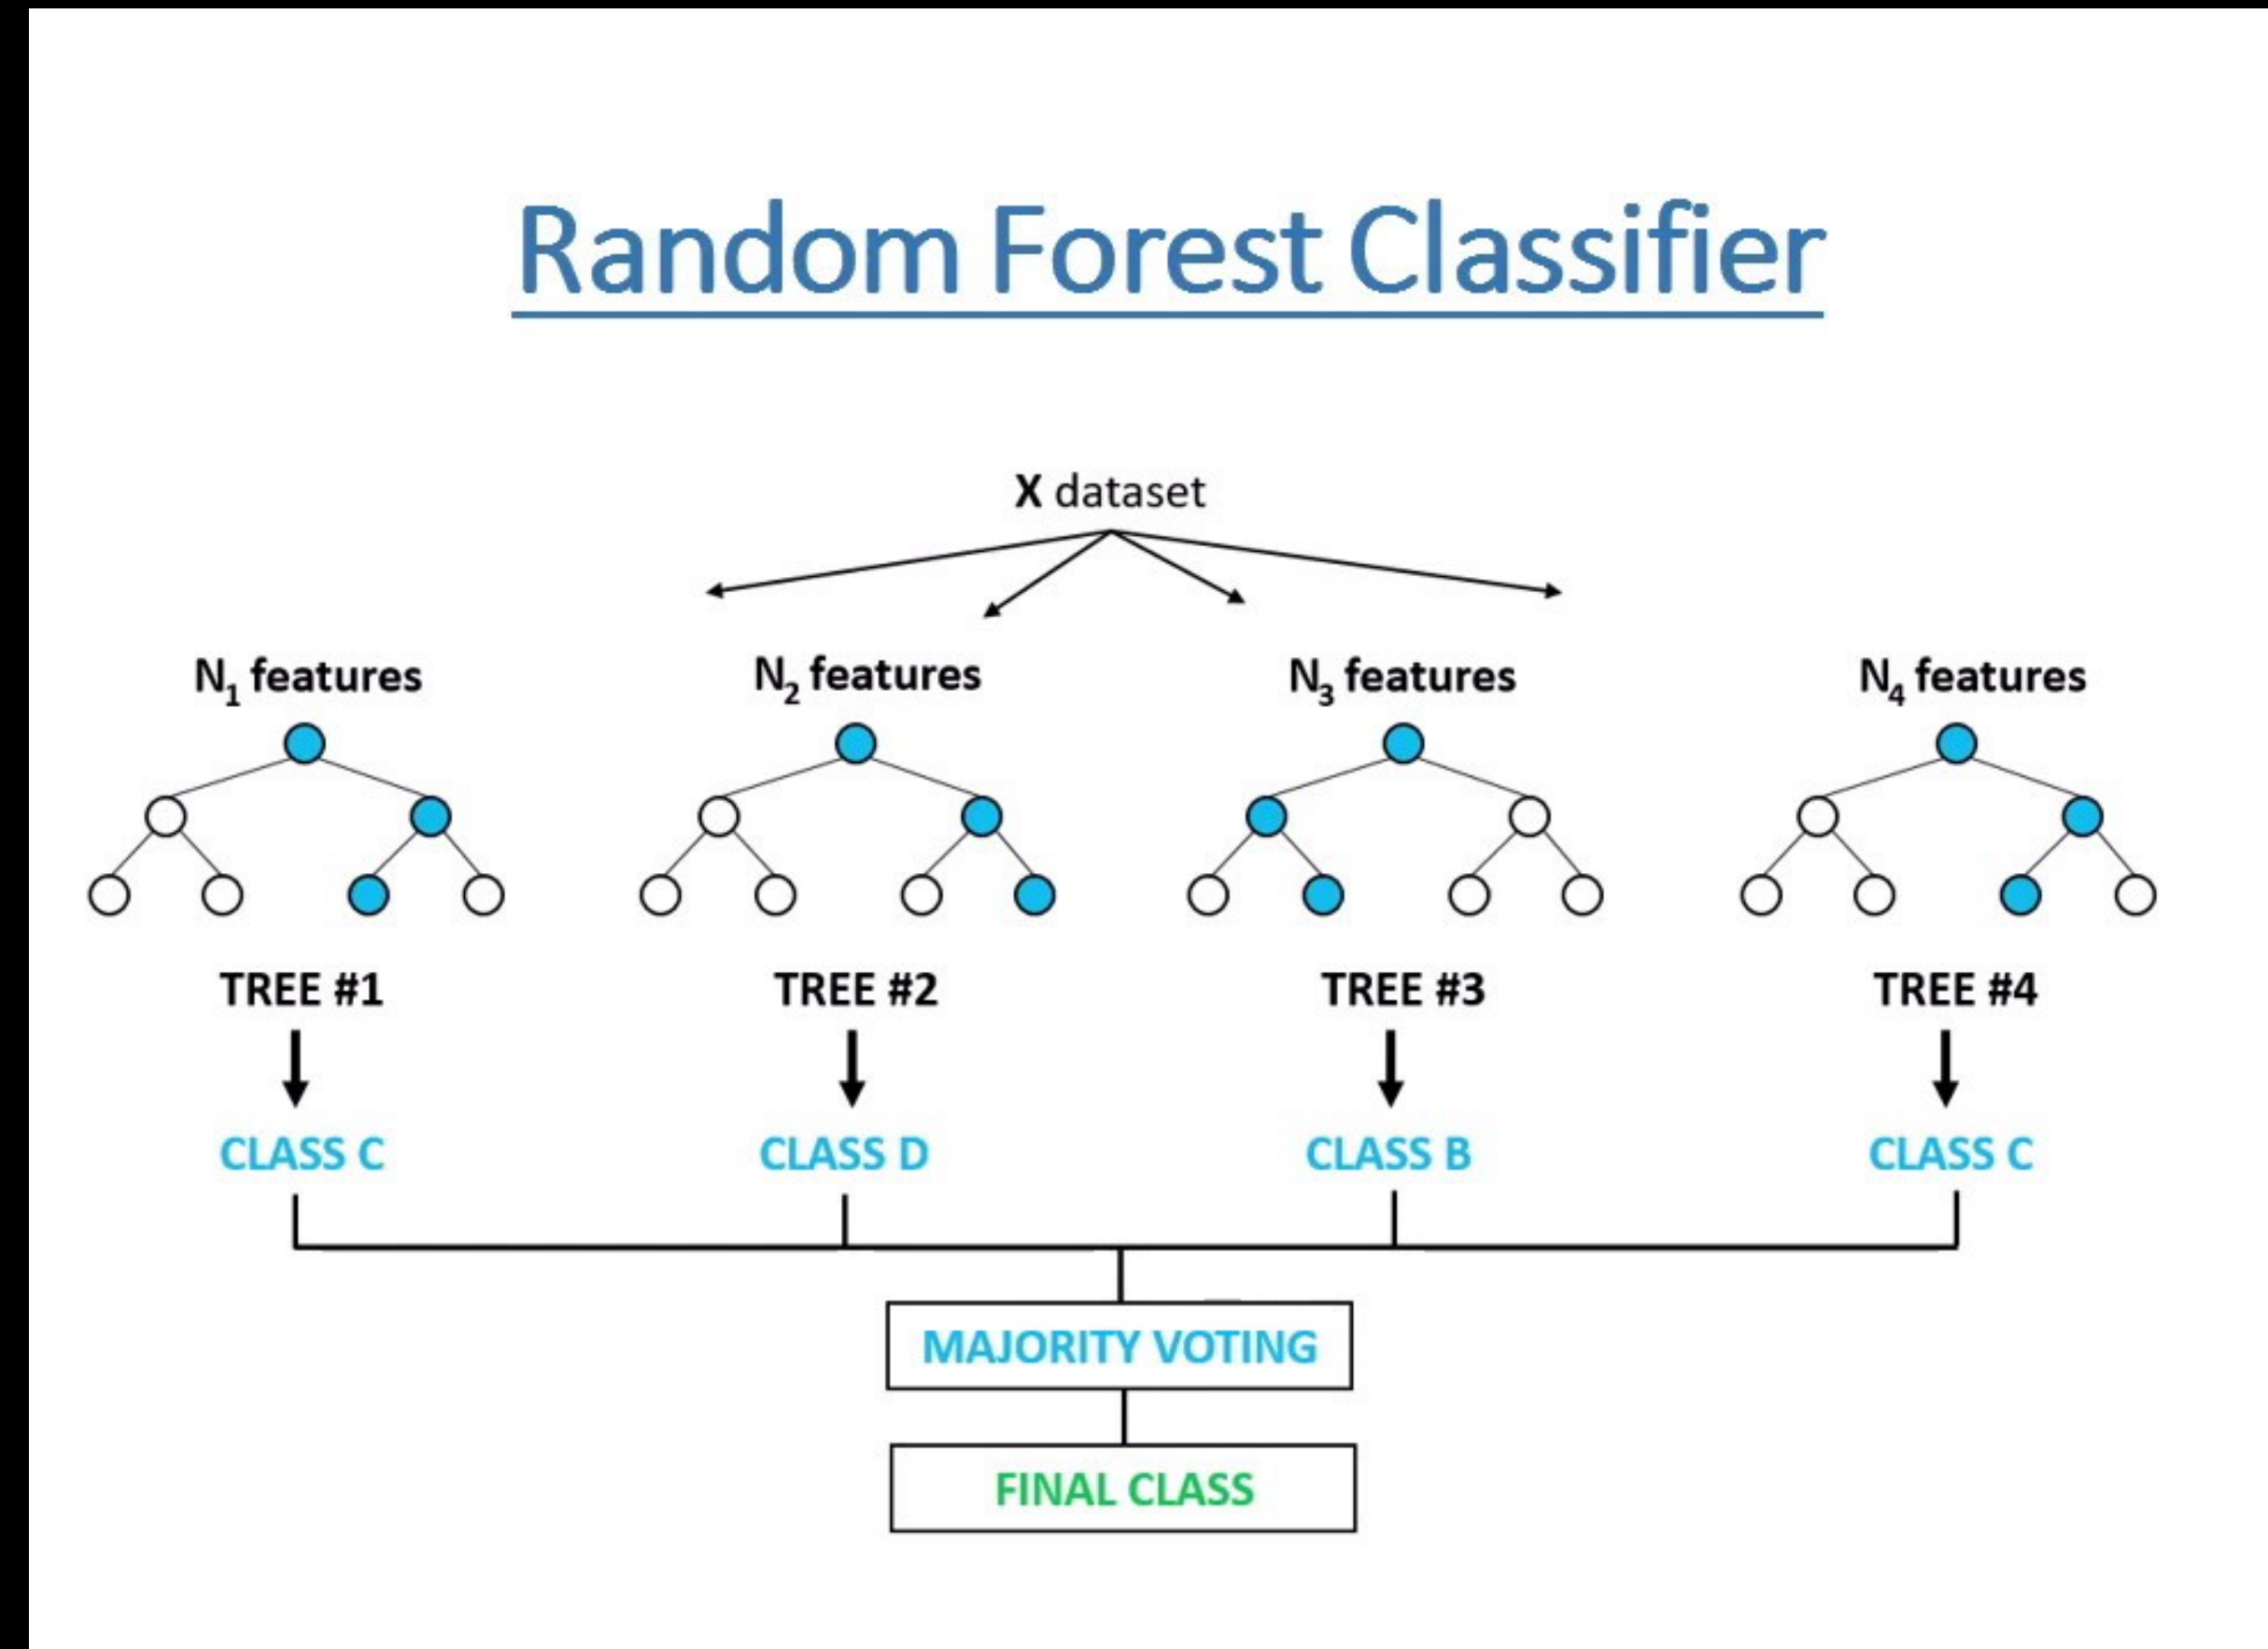 Random Forest Classifier
X dataset
N₁ features N₂ features N₃ features N₄ features
TREE #1 TREE #2 TREE #3 TREE #4
CLASS C CLASS D CLASS B CLASS C
MAJORITY VOTING
FINAL CLASS